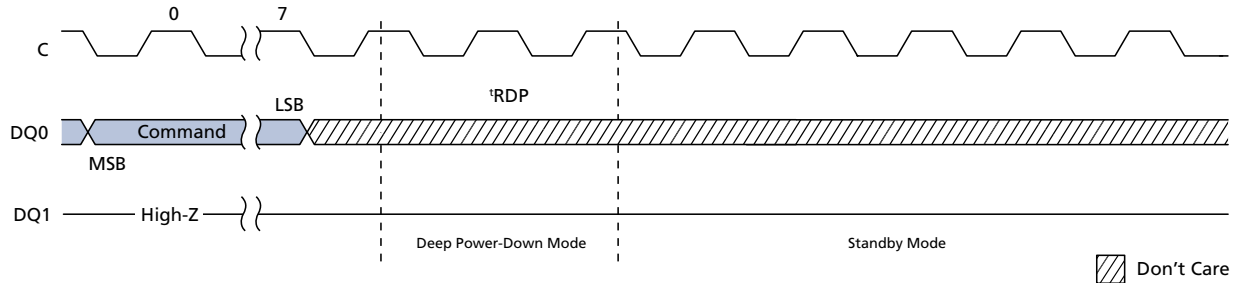 0 7
C
ᵗRDP
LSB
DQ0 Command
MSB
DQ1 High-Z
Deep Power-Down Mode Standby Mode
Don't Care